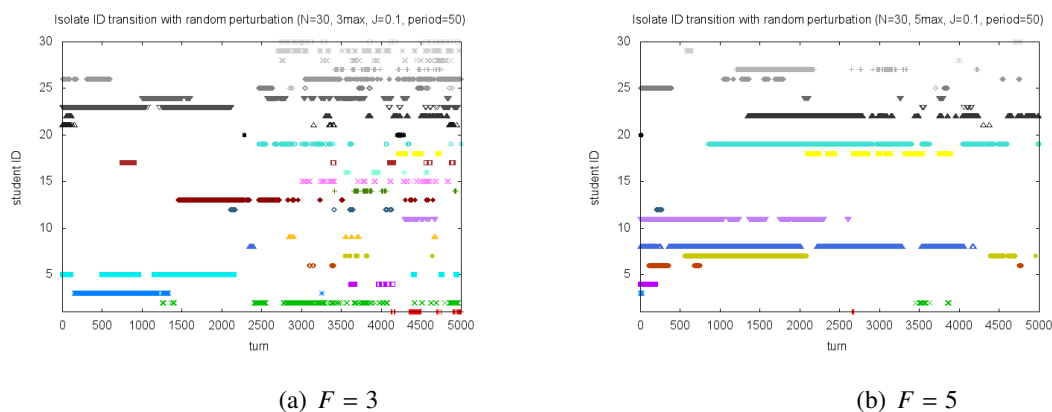 Isolate ID transition with random perturbation (N=30, 3max, J=0.1, period=50)
30
25
20
15
10
5
student ID
0 500 1000 1500 2000 2500 3000 3500 4000 4500 5000
turn
(a) F = 3
Isolate ID transition with random perturbation (N=30, 5max, J=0.1, period=50)
30
25
20
15
10
5
student ID
0 500 1000 1500 2000 2500 3000 3500 4000 4500 5000
turn
(b) F = 5